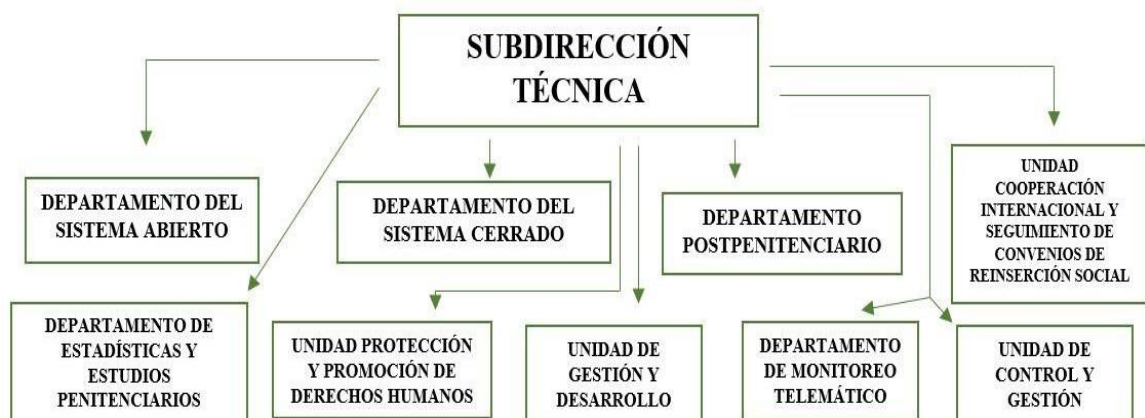 SUBDIRECCIÓN
TÉCNICA
DEPARTAMENTO DEL
SISTEMA ABIERTO
DEPARTAMENTO DEL
SISTEMA CERRADO
DEPARTAMENTO
POSTPENITENCIARIO
UNIDAD
COOPERACIÓN
INTERNACIONAL Y
SEGUIMIENTO DE
CONVENIOS DE
REINSERCIÓN SOCIAL
DEPARTAMENTO DE
ESTADÍSTICAS Y
ESTUDIOS
PENITENCIARIOS
UNIDAD PROTECCIÓN
Y PROMOCIÓN DE
DERECHOS HUMANOS
UNIDAD DE
GESTIÓN Y
DESARROLLO
DEPARTAMENTO
DE MONITOREO
TELEMÁTICO
UNIDAD DE
CONTROL Y
GESTIÓN